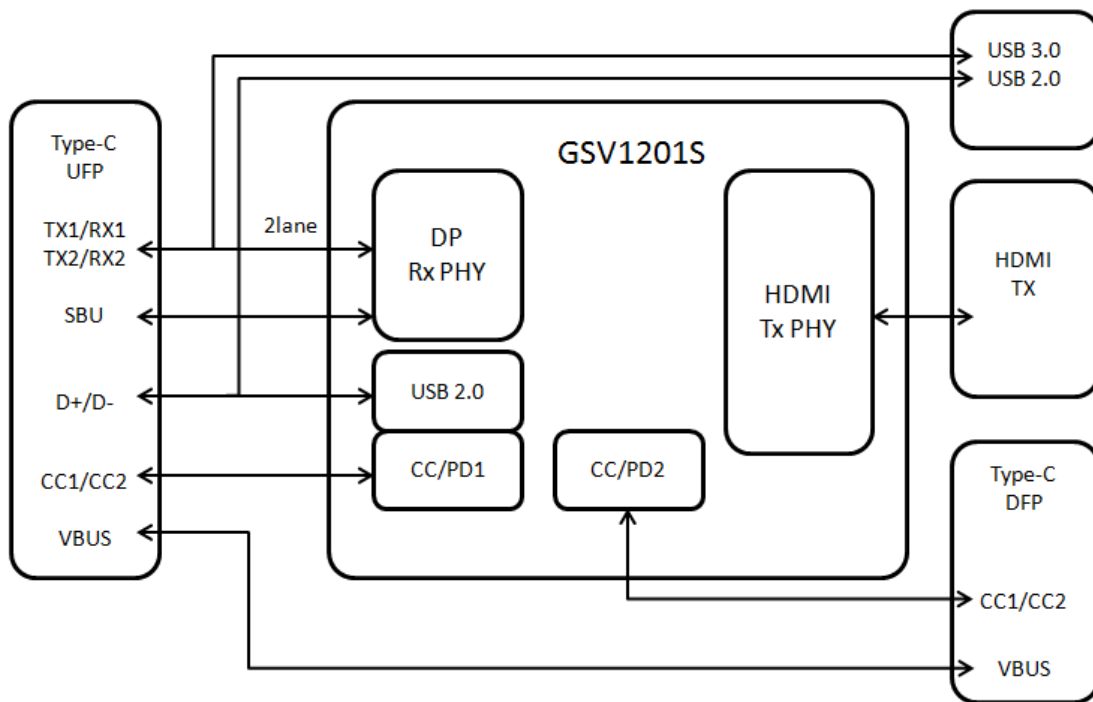 USB 3.0
USB 2.0
Type-C
UFP
TX1/RX1
TX2/RX2
SBU
D+/D-
CC1/CC2
VBUS
2lane
GSV1201S
DP
Rx PHY
USB 2.0
CC/PD1
CC/PD2
HDMI
Tx PHY
HDMI
TX
Type-C
DFP
CC1/CC2
VBUS